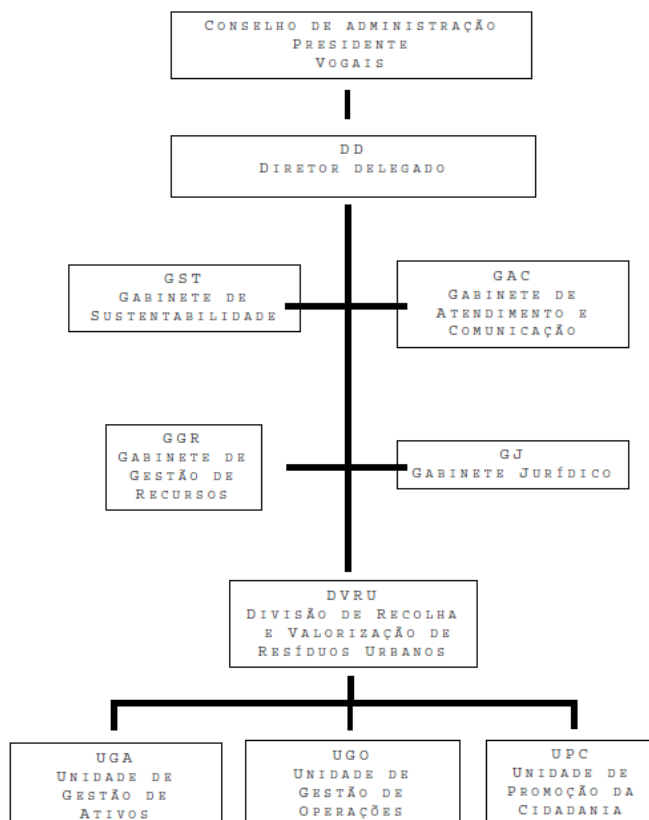 CONSELHO DE ADMINISTRAÇÃO
PRESIDENTE
VOGAIS
DD
DIRETOR DELEGADO
GST
GABINETE DE
SUSTENTABILIDADE
GAC
GABINETE DE
ATENDIMENTO E
COMUNICAÇÃO
GGR
GABINETE DE
GESTÃO DE
RECURSOS
GJ
GABINETE JURÍDICO
DVRU
DIVISÃO DE RECOLHA
E VALORIZAÇÃO DE
RESÍDUOS URBANOS
UGA
UNIDADE DE
GESTÃO DE
ATIVOS
UGO
UNIDADE DE
GESTÃO DE
OPERAÇÕES
UPC
UNIDADE DE
PROMOÇÃO DA
CIDADANIA